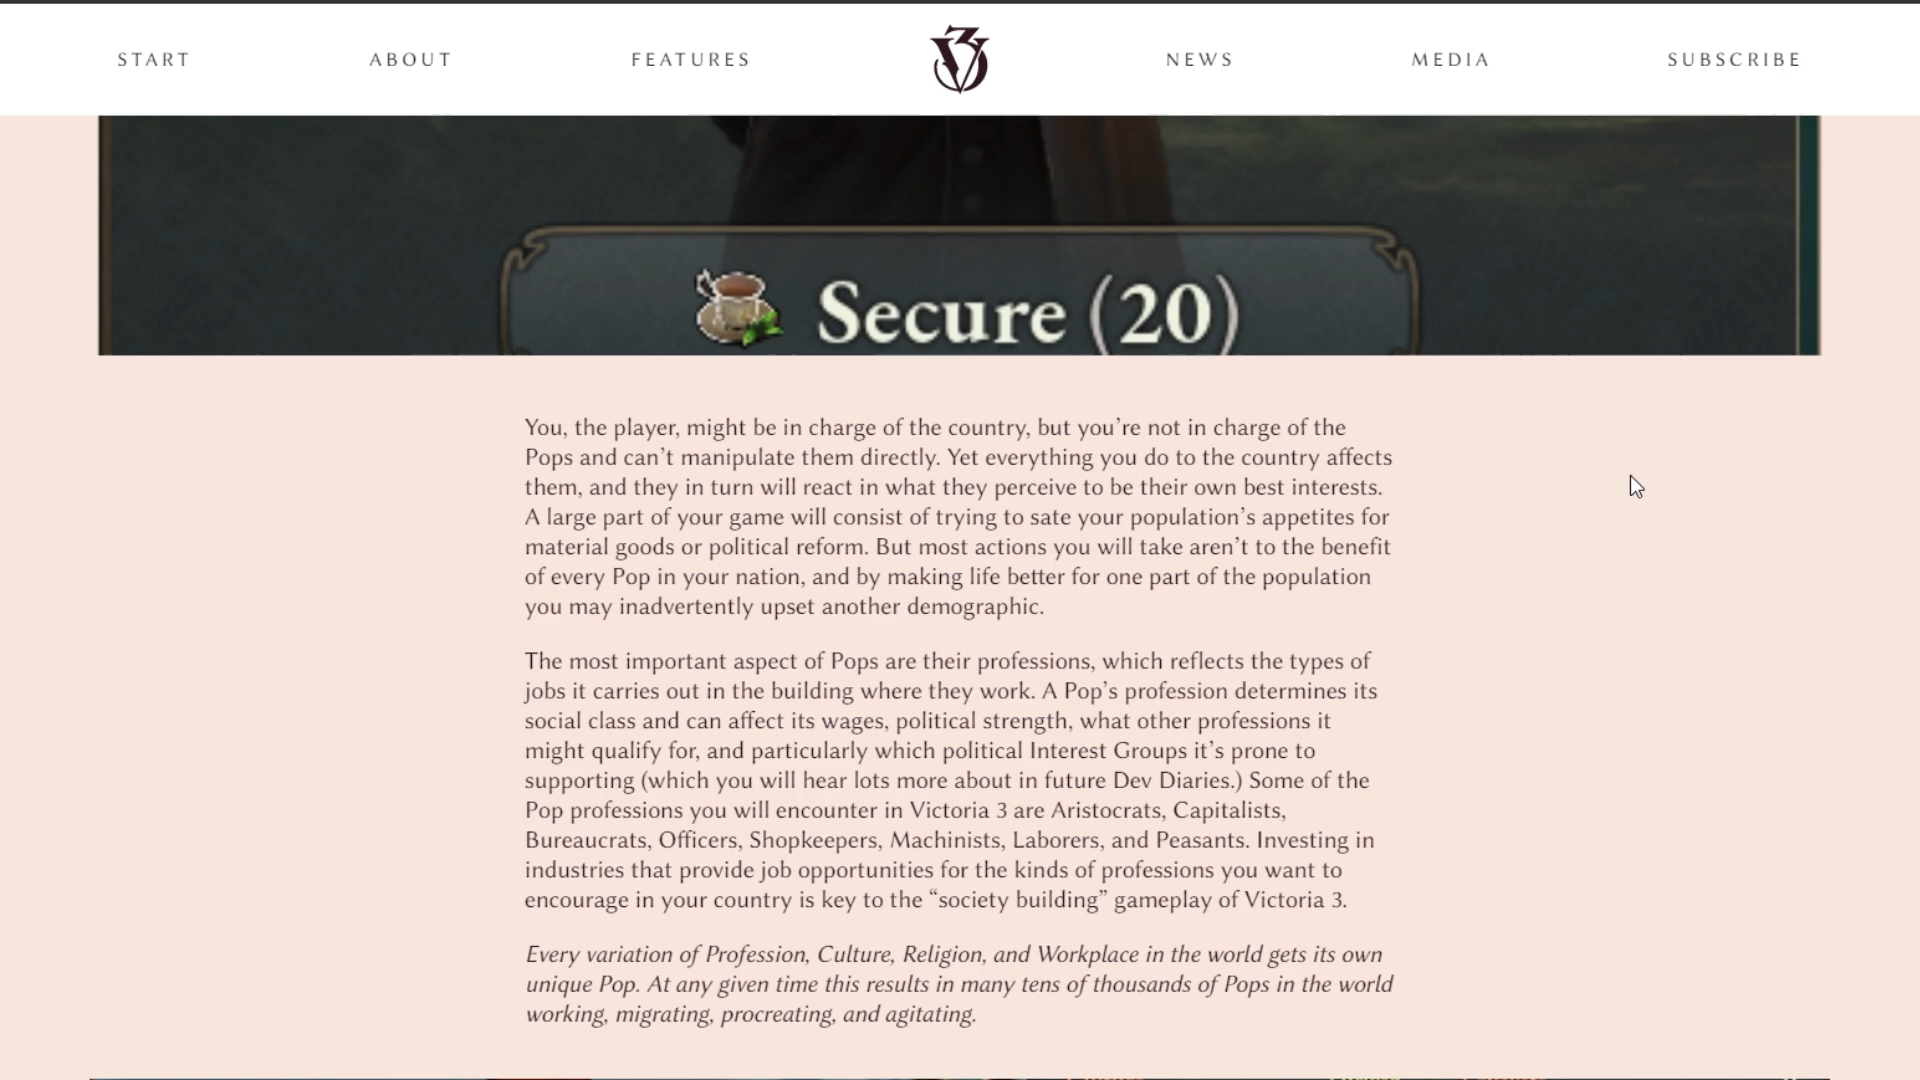 START ABOUT FEATURES NEWS MEDIA SUBSCRIBE
Secure (20)
You, the player, might be in charge of the country, but you’re not in charge of the
Pops and can’t manipulate them directly. Yet everything you do to the country affects
them, and they in turn will react in what they perceive to be their own best interests.
A large part of your game will consist of trying to sate your population’s appetites for
material goods or political reform. But most actions you will take aren’t to the benefit
of every Pop in your nation, and by making life better for one part of the population
you may inadvertently upset another demographic.
The most important aspect of Pops are their professions, which reflects the types of
jobs it carries out in the building where they work. A Pop’s profession determines its
social class and can affect its wages, political strength, what other professions it
might qualify for, and particularly which political Interest Groups it’s prone to
supporting (which you will hear lots more about in future Dev Diaries.) Some of the
Pop professions you will encounter in Victoria 3 are Aristocrats, Capitalists,
Bureaucrats, Officers, Shopkeepers, Machinists, Laborers, and Peasants. Investing in
industries that provide job opportunities for the kinds of professions you want to
encourage in your country is key to the “society building” gameplay of Victoria 3.
Every variation of Profession, Culture, Religion, and Workplace in the world gets its own
unique Pop. At any given time this results in many tens of thousands of Pops in the world
working, migrating, procreating, and agitating.